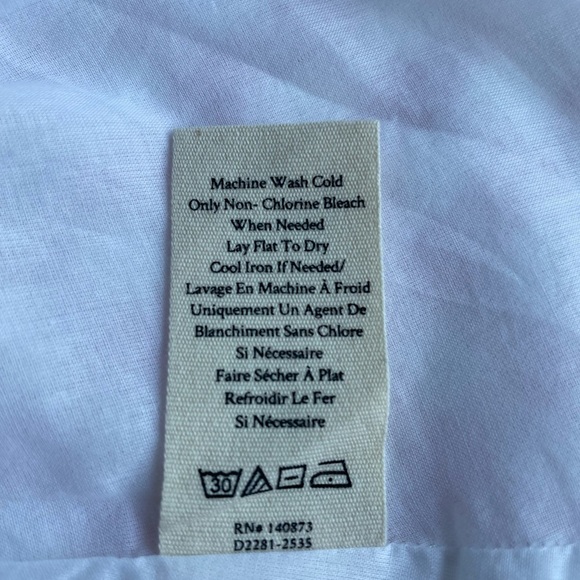 Machine Wash Cold
Only Non- Chlorine Bleach
When Needed
Lay Flat To Dry
Cool Iron If Needed/
Lavage En Machine À Froid
Uniquement Un Agent De
Blanchiment Sans Chlore
Si Nécessaire
Faire Sécher À Plat
Refroidir Le Fer
Si Nécessaire
30
RN# 140873
D2281-2535